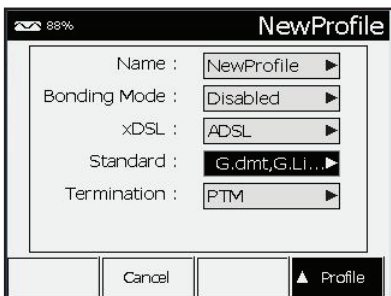 88% NewProfile
Name : NewProfile
Bonding Mode : Disabled
xDSL : ADSL
Standard : G.dmt,G.Li...
Termination : PTM
Cancel ▲ Profile